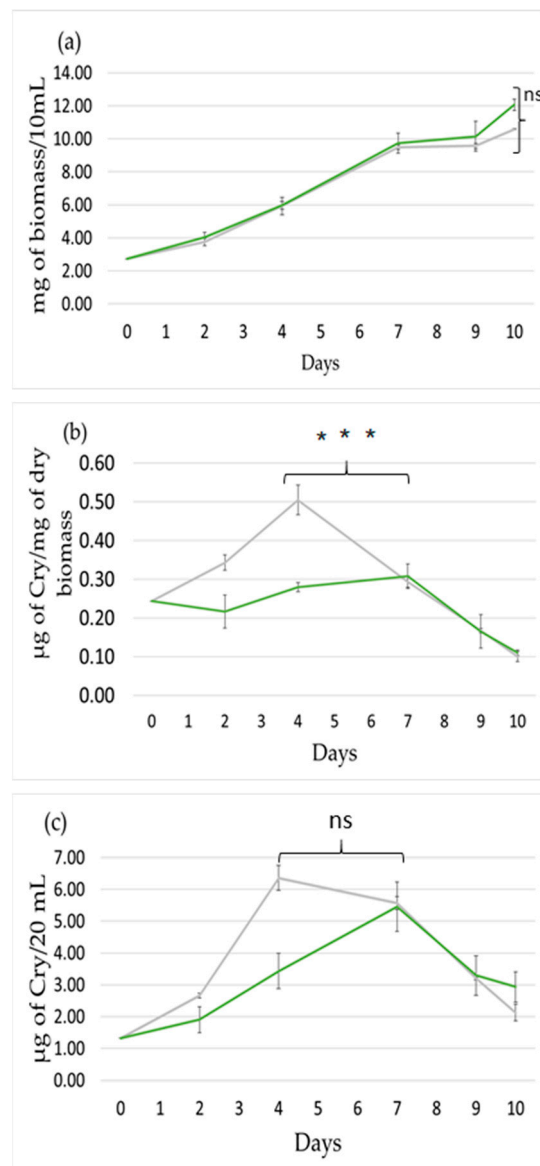 (a)
mg of biomass/10mL
14.00
12.00
10.00
8.00
6.00
4.00
2.00
0.00
ns
0 1 2 3 4 5 6 7 8 9 10
Days
(b)
* * *
µg of Cry/mg of dry
biomass
0.60
0.50
0.40
0.30
0.20
0.10
0.00
0 1 2 3 4 5 6 7 8 9 10
Days
(c)
ns
µg of Cry/20 mL
7.00
6.00
5.00
4.00
3.00
2.00
1.00
0.00
0 1 2 3 4 5 6 7 8 9 10
Days